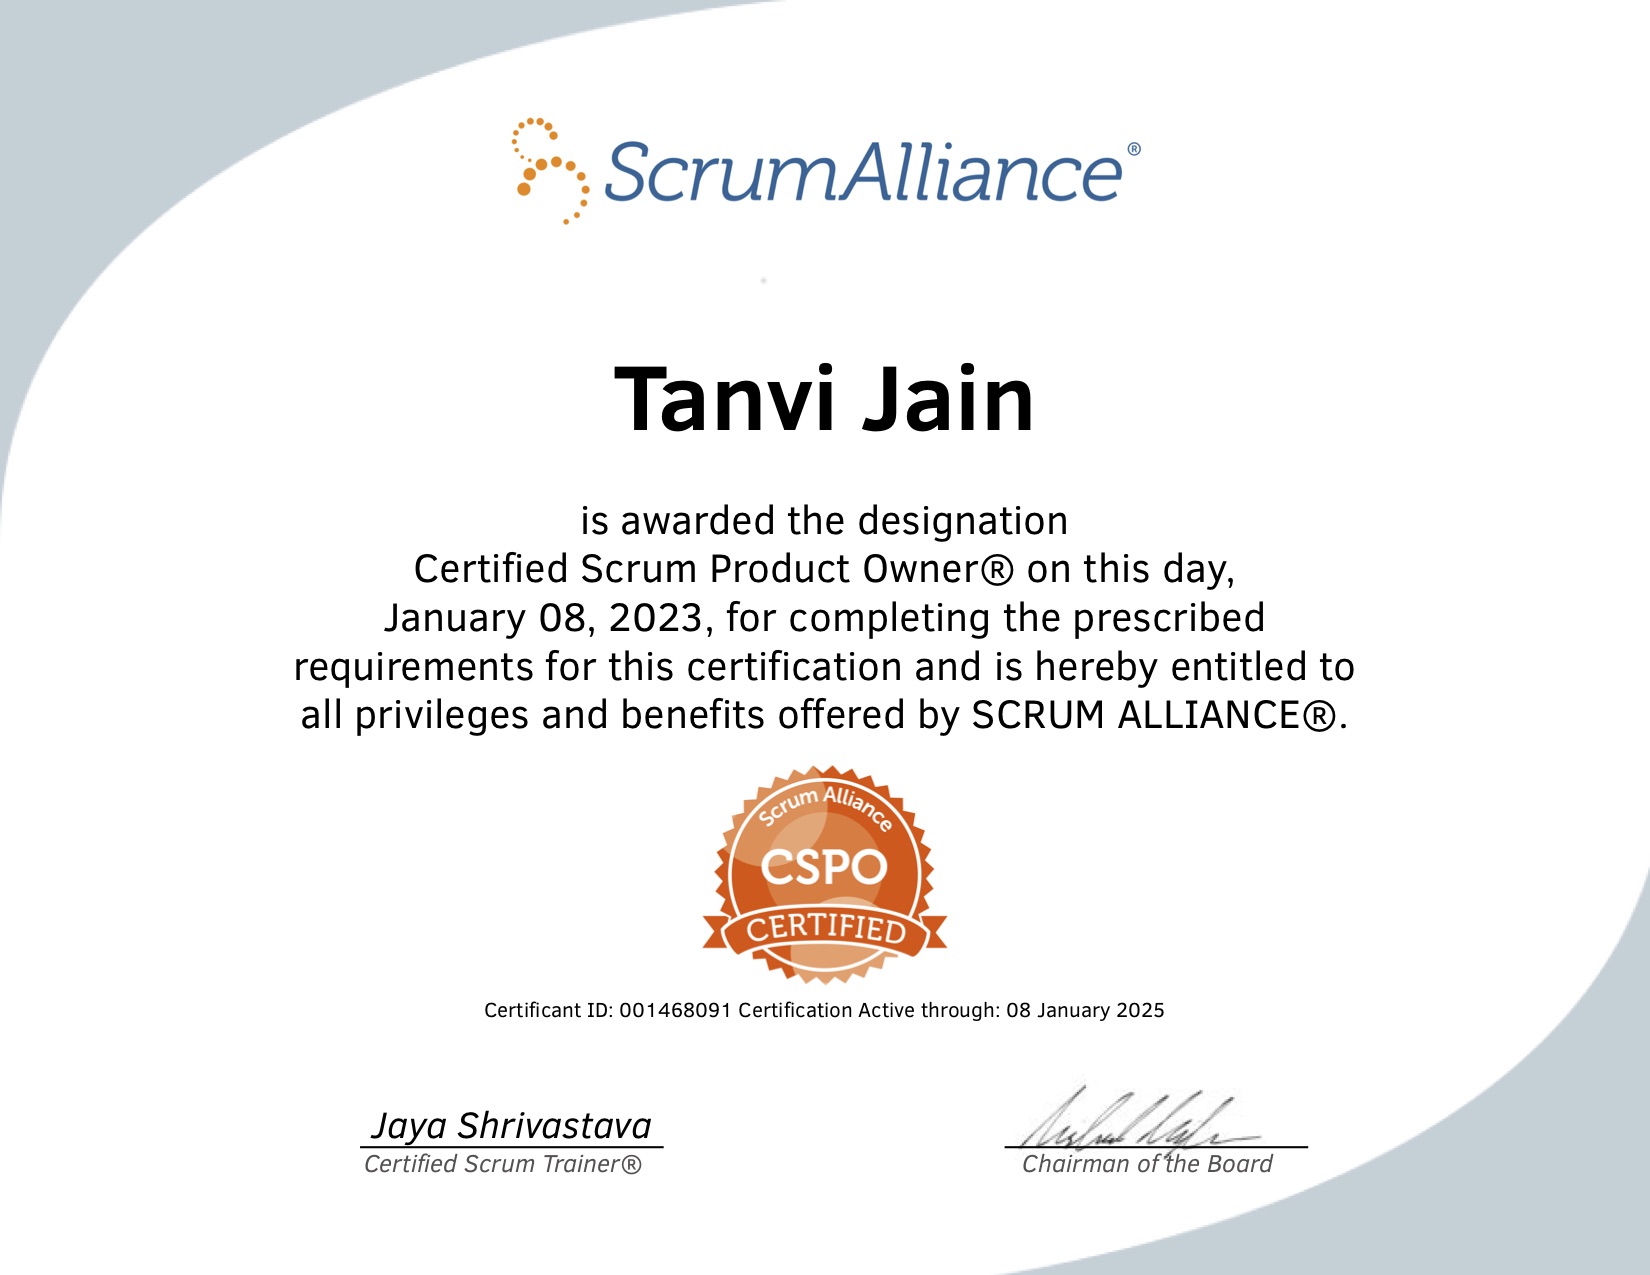 ScrumAlliance®
Tanvi Jain
is awarded the designation
Certified Scrum Product Owner® on this day,
January 08, 2023, for completing the prescribed
requirements for this certification and is hereby entitled to
all privileges and benefits offered by SCRUM ALLIANCE®.
Scrum Alliance
CSPO
CERTIFIED
Certificant ID: 001468091 Certification Active through: 08 January 2025
Jaya Shrivastava
Certified Scrum Trainer®
Chairman of the Board